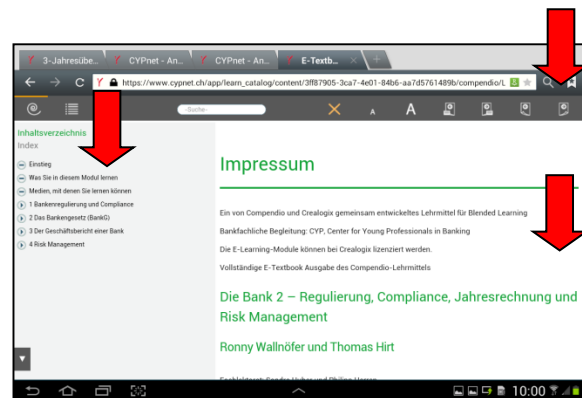 3-Jahresübe..
CYPnet - An..
CYPnet - An..
E-Textb..
https://www.cypnet.ch/app/learn_catalog/content/3ff87905-3ca7-4e01-84b6-aa7d5761489b/compendio/L
-Suche-
A
A
Inhaltsverzeichnis
Index
Einstieg
Was Sie in diesem Modul lernen
Medien, mit denen Sie lernen können
1 Bankenregulierung und Compliance
2 Das Bankengesetz (BankG)
3 Der Geschäftsbericht einer Bank
4 Risk Management
Impressum
Ein von Compendio und Crealogix gemeinsam entwickeltes Lehrmittel für Blended Learning
Bankfachliche Begleitung: CYP, Center for Young Professionals in Banking
Die E-Learning-Module können bei Crealogix lizenziert werden.
Vollständige E-Textbook Ausgabe des Compendio-Lehrmittels
Die Bank 2 – Regulierung, Compliance, Jahresrechnung und
Risk Management
Ronny Wallnöfer und Thomas Hirt
10:00